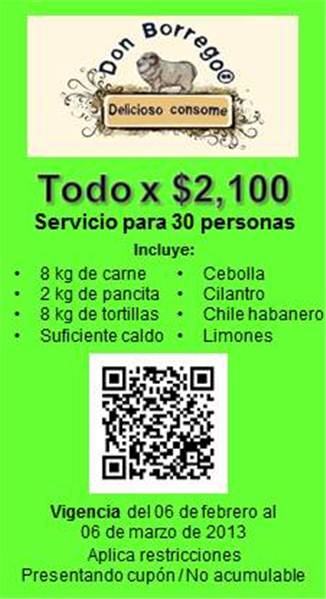 Don Borrego®
Delicioso consome
Todo x $2,100
Servicio para 30 personas
Incluye:
• 8 kg de carne • Cebolla
• 2 kg de pancita • Cilantro
• 8 kg de tortillas • Chile habanero
• Suficiente caldo • Limones
Vigencia del 06 de febrero al
06 de marzo de 2013
Aplica restricciones
Presentando cupón / No acumulable